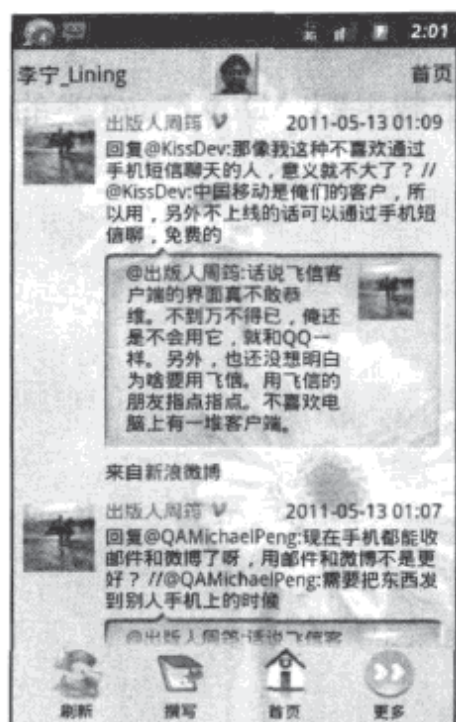 3G 2:01
李宁_Lining 首页
出版人周筠 V 2011-05-13 01:09
回复@KissDev:那像我这种不喜欢通过
手机短信聊天的人，意义就不大了？//
@KissDev:中国移动是俺们的客户，所
以用，另外不上线的话可以通过手机短
信聊，免费的
@出版人周筠:话说飞信客
户端的界面真不敢恭
维。不到万不得已，俺还
是不会用它，就和QQ一
样。另外，也还没想明白
为啥要用飞信。用飞信的
朋友指点指点。不喜欢电
脑上有一堆客户端。
来自新浪微博
出版人周筠 V 2011-05-13 01:07
回复@QAMichaelPeng:现在手机都能收
邮件和微博了呀，用邮件和微博不是更
好？//@QAMichaelPeng:需要把东西发
到别人手机上的时候
@出版人周筠:话说飞信客
刷新 撰写 首页 更多